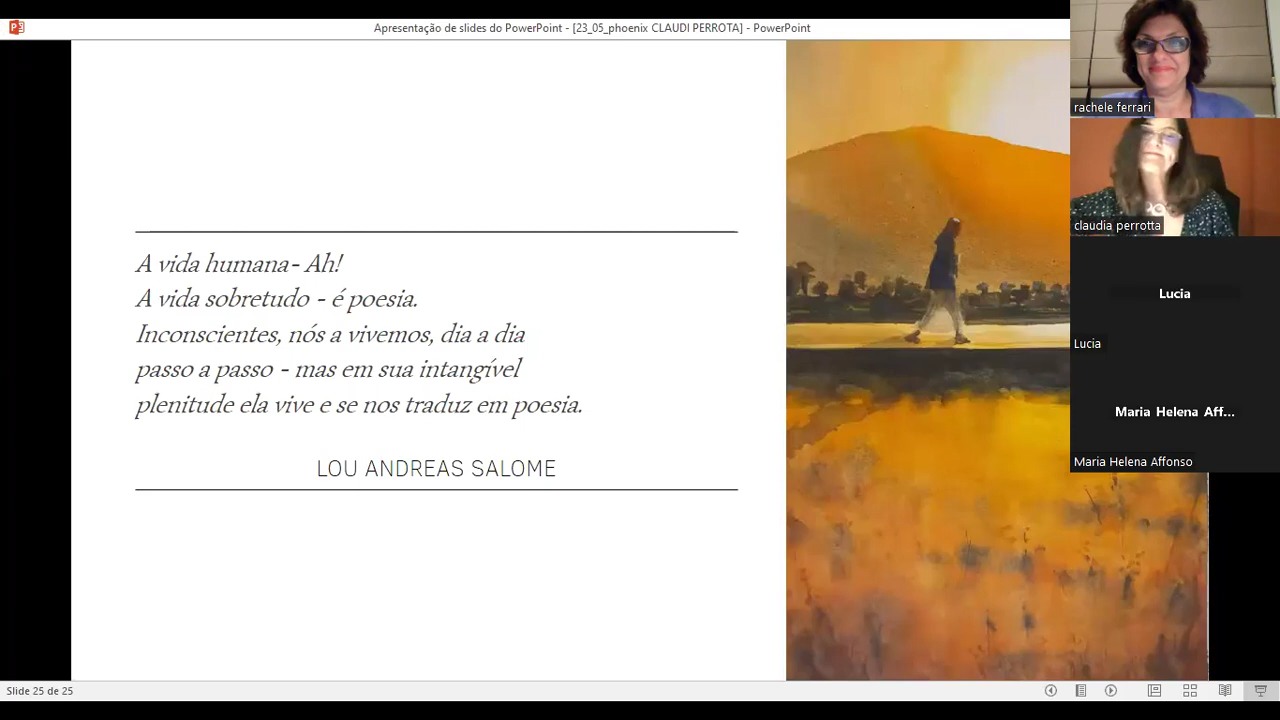 Apresentação de slides do PowerPoint - [23_05_phoenix CLAUDI PERROTA] - PowerPoint
A vida humana- Ah!
A vida sobretudo - é poesia.
Inconscientes, nós a vivemos, dia a dia
passo a passo - mas em sua intangível
plenitude ela vive e se nos traduz em poesia.
LOU ANDREAS SALOME
rachele ferrari
claudia perrotta
Lucia
Lucia
Maria Helena Aff...
Maria Helena Affonso
Slide 25 de 25